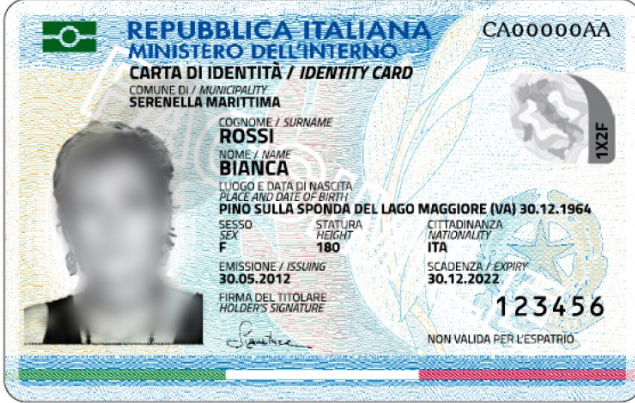 REPUBBLICA ITALIANA
CA00000AA
MINISTERO DELL'INTERNO
CARTA DI IDENTITÀ / IDENTITY CARD
COMUNE DI / MUNICIPALITY
SERENELLA MARITTIMA
COGNOME / SURNAME
ROSSI
NOME / NAME
BIANCA
LUOGO E DATA DI NASCITA
PLACE AND DATE OF BIRTH
PINO SULLA SPONDA DEL LAGO MAGGIORE (VA) 30.12.1964
SESSO STATURA CITTADINANZA
SEX HEIGHT NATIONALITY
F 180 ITA
EMISSIONE / ISSUING SCADENZA / EXPIRY
30.05.2012 30.12.2022
FIRMA DEL TITOLARE
HOLDER'S SIGNATURE
123456
NON VALIDA PER L'ESPATRIO
1X2F